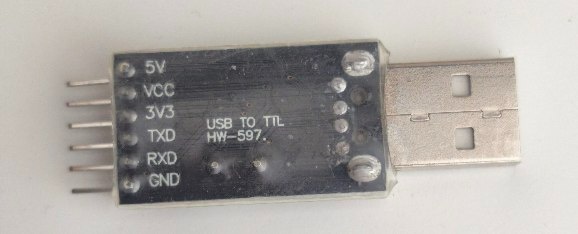 5V
VCC
3V3
TXD
RXD
GND
USB TO TTL
HW-597